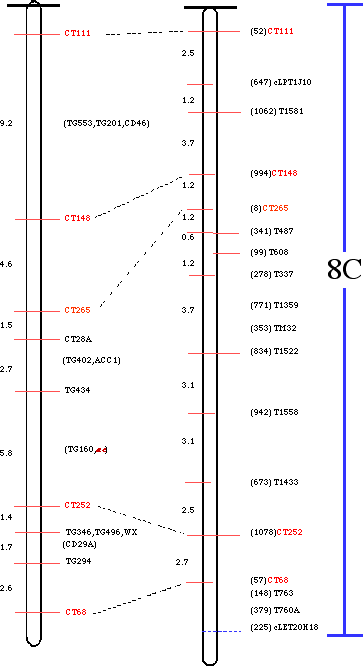 CT111
(52)CT111
2.5
(647) cLPT1J10
1.2
(1062) T1581
9.2
(TG553,TG201,CD46)
3.7
(994)CT148
1.2
(8)CT265
CT148
1.2
(341) T487
0.6
(99) T608
4.6
1.2
(278) T337
8C
CT265
3.7
(771) T1359
1.5
(353) TM32
CT28A
(834) T1522
(TG402,ACC1)
2.7
3.1
TG434
(942) T1558
3.1
(TG160,
5.8
(673) T1433
CT252
2.5
1.4
TG346,TG496,WX
(1078)CT252
(CD29A)
1.7
TG294
2.7
(57)CT68
2.6
(148) T763
CT68
(379) T760A
(225) cLET20H18